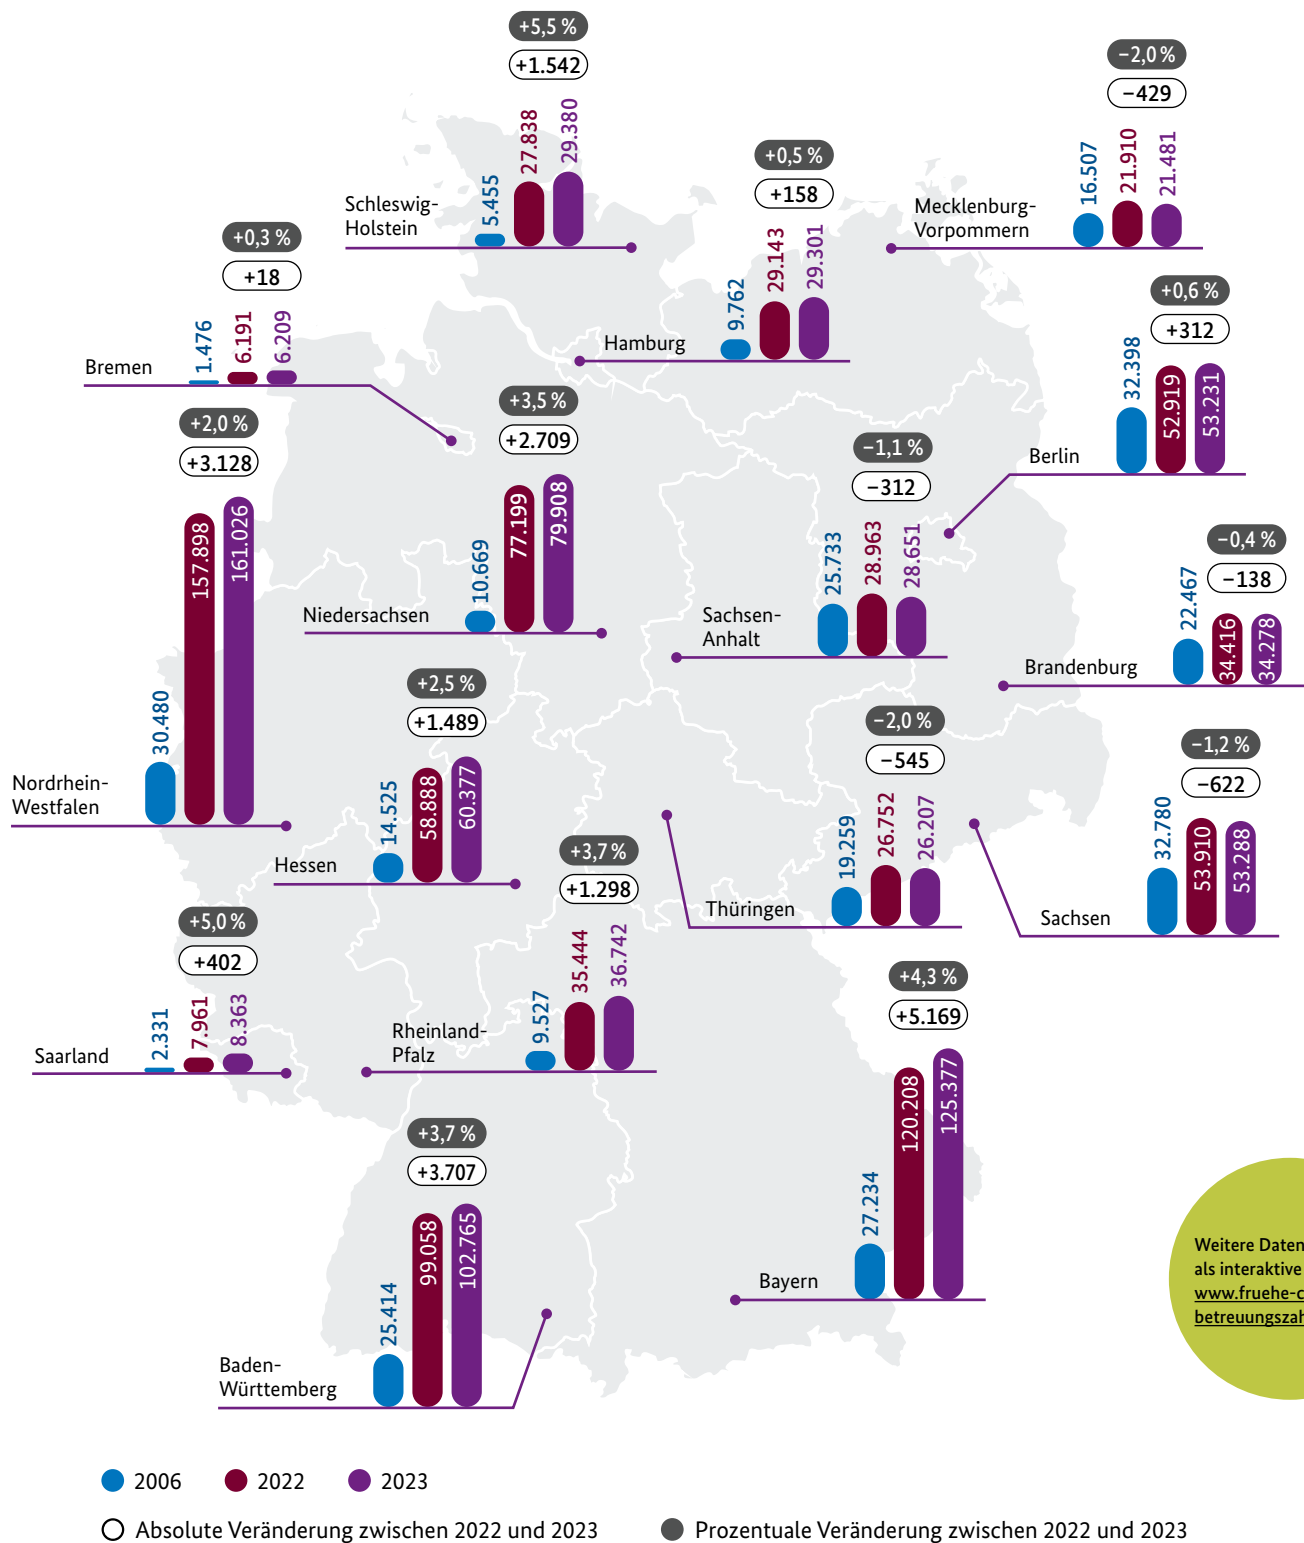 +5,5 %
+1.542
5.455
27.838
29.380
Schleswig-
Holstein
−2,0 %
−429
16.507
21.910
21.481
Mecklenburg-
Vorpommern
+0,5 %
+158
9.762
29.143
29.301
Hamburg
+0,3 %
+18
1.476
6.191
6.209
Bremen
+0,6 %
+312
32.398
52.919
53.231
Berlin
+2,0 %
+3.128
30.480
157.898
161.026
Nordrhein-
Westfalen
+3,5 %
+2.709
10.669
77.199
79.908
Niedersachsen
−1,1 %
−312
25.733
28.963
28.651
Sachsen-
Anhalt
−0,4 %
−138
22.467
34.416
34.278
Brandenburg
+2,5 %
+1.489
14.525
58.888
60.377
Hessen
−2,0 %
−545
19.259
26.752
26.207
Thüringen
−1,2 %
−622
32.780
53.910
53.288
Sachsen
+3,7 %
+1.298
9.527
35.444
36.742
Rheinland-
Pfalz
+5,0 %
+402
2.331
7.961
8.363
Saarland
+4,3 %
+5.169
27.234
120.208
125.377
Bayern
+3,7 %
+3.707
25.414
99.058
102.765
Baden-
Württemberg
Weitere Daten
als interaktive
www.fruehe-c
betreuungszah
2006
2022
2023
Absolute Veränderung zwischen 2022 und 2023
Prozentuale Veränderung zwischen 2022 und 2023